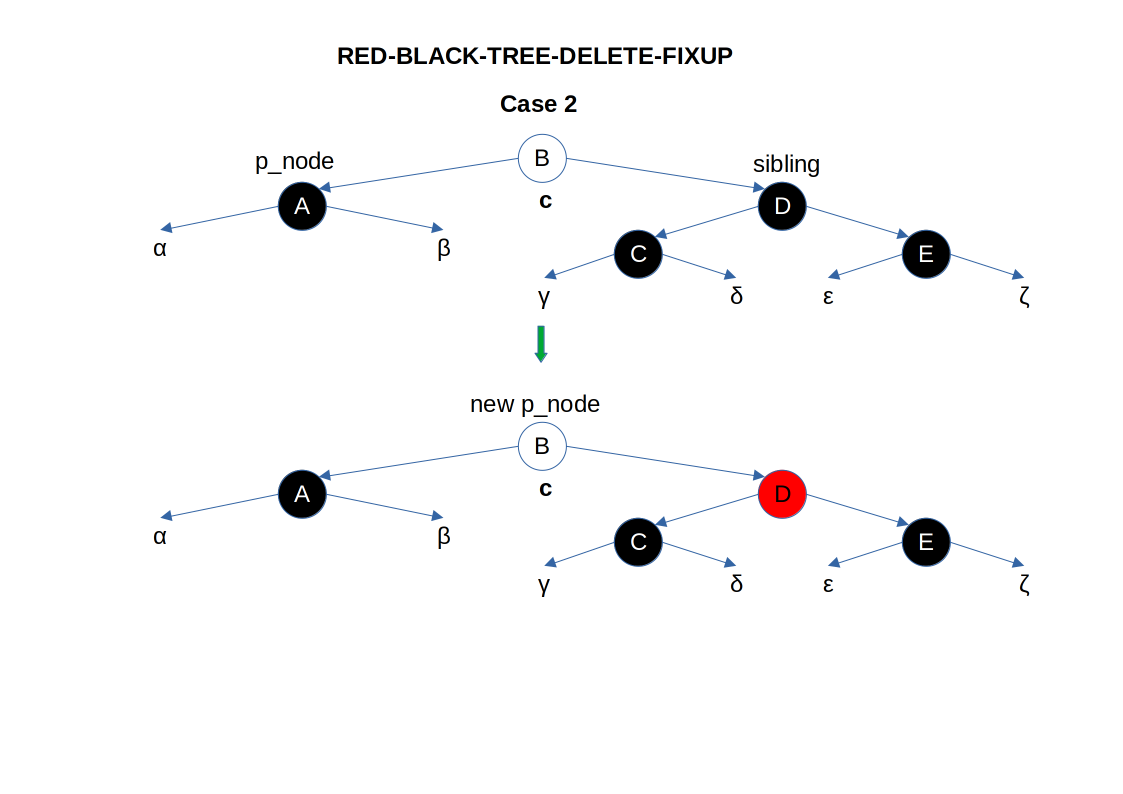 RED-BLACK-TREE-DELETE-FIXUP
Case 2
B
p_node
sibling
A
c
D
α
β
C
E
γ
δ
ε
ζ
new p_node
B
A
c
D
α
β
C
E
γ
δ
ε
ζ